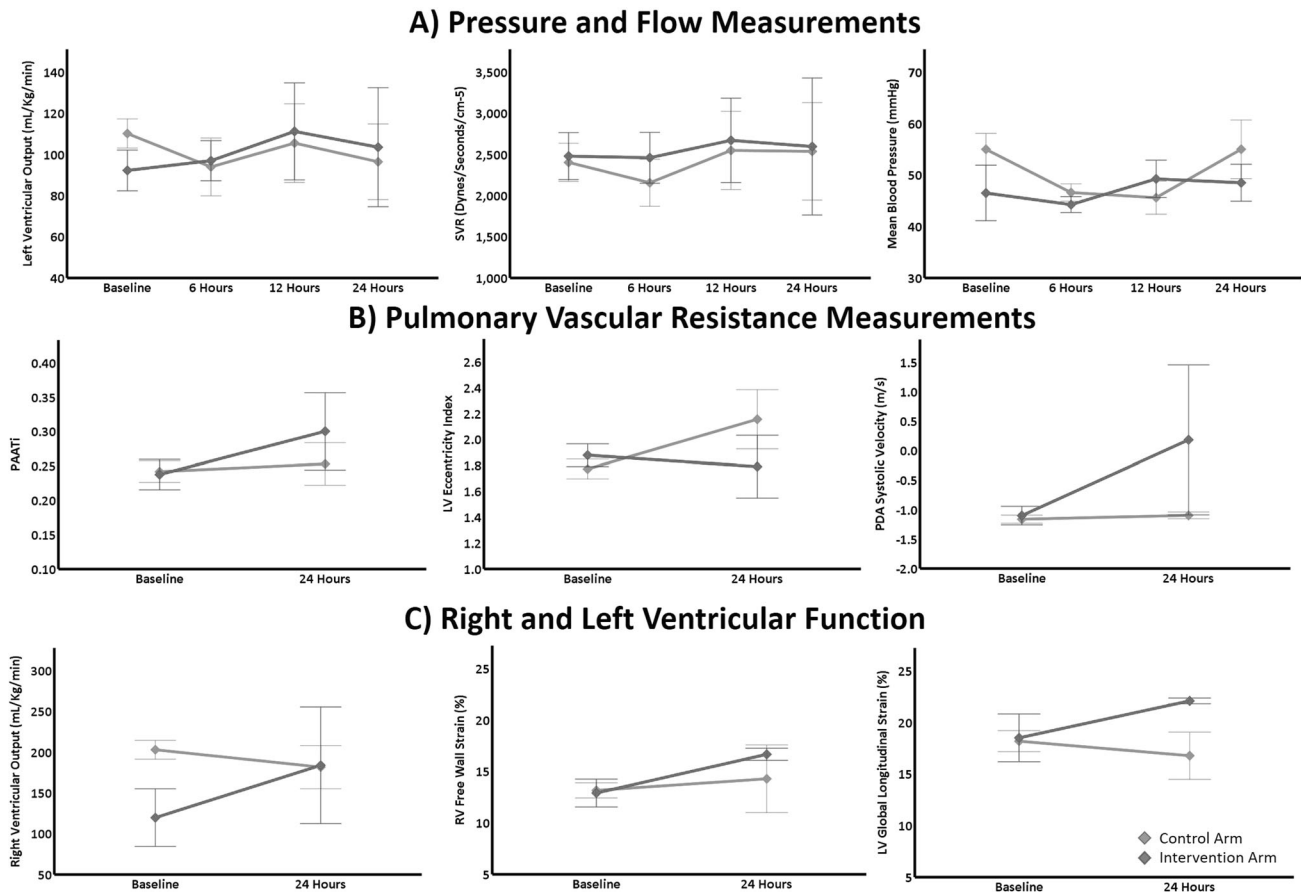 A) Pressure and Flow Measurements
Left Ventricular Output (mL/Kg/min)
140
120
100
80
60
40
Baseline 6 Hours 12 Hours 24 Hours
SVR (Dynes/Seconds/cm-5)
3,500
3,000
2,500
2,000
1,500
1,000
Baseline 6 Hours 12 Hours 24 Hours
Mean Blood Pressure (mmHg)
70
60
50
40
30
Baseline 6 Hours 12 Hours 24 Hours
B) Pulmonary Vascular Resistance Measurements
PAATi
0.40
0.35
0.30
0.25
0.20
0.15
0.10
Baseline 24 Hours
LV Eccentricity Index
2.6
2.4
2.2
2.0
1.8
1.6
1.4
1.2
1.0
Baseline 24 Hours
PDA Systolic Velocity (m/s)
1.5
1.0
0.5
0.0
-0.5
-1.0
-1.5
-2.0
Baseline 24 Hours
C) Right and Left Ventricular Function
Right Ventricular Output (mL/Kg/min)
300
250
200
150
100
50
Baseline 24 Hours
RV Free Wall Strain (%)
25
20
15
10
5
Baseline 24 Hours
LV Global Longitudinal Strain (%)
25
20
15
10
5
Baseline 24 Hours
Control Arm
Intervention Arm